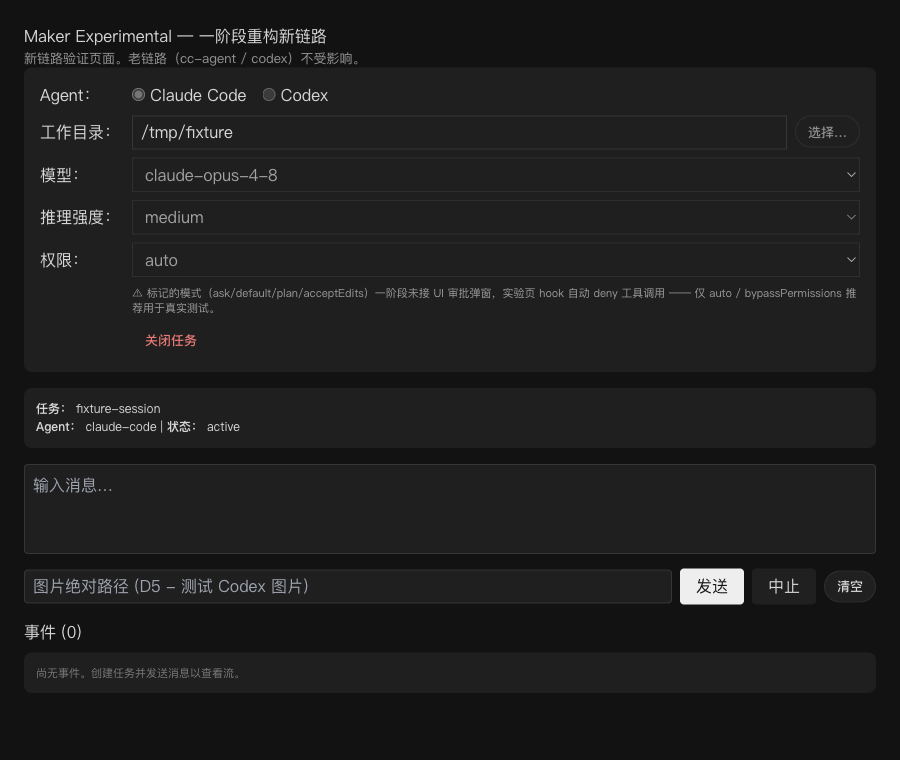 Maker Experimental — 一阶段重构新链路
新链路验证页面。老链路（cc-agent / codex）不受影响。
Agent: Claude Code Codex
工作目录: /tmp/fixture 选择...
模型: claude-opus-4-8
推理强度: medium
权限: auto
⚠ 标记的模式（ask/default/plan/acceptEdits）一阶段未接 UI 审批弹窗，实验页 hook 自动 deny 工具调用 —— 仅 auto / bypassPermissions 推
荐用于真实测试。
关闭任务
任务: fixture-session
Agent: claude-code | 状态: active
输入消息...
图片绝对路径 (D5 - 测试 Codex 图片) 发送 中止 清空
事件 (0)
尚无事件。创建任务并发送消息以查看流。